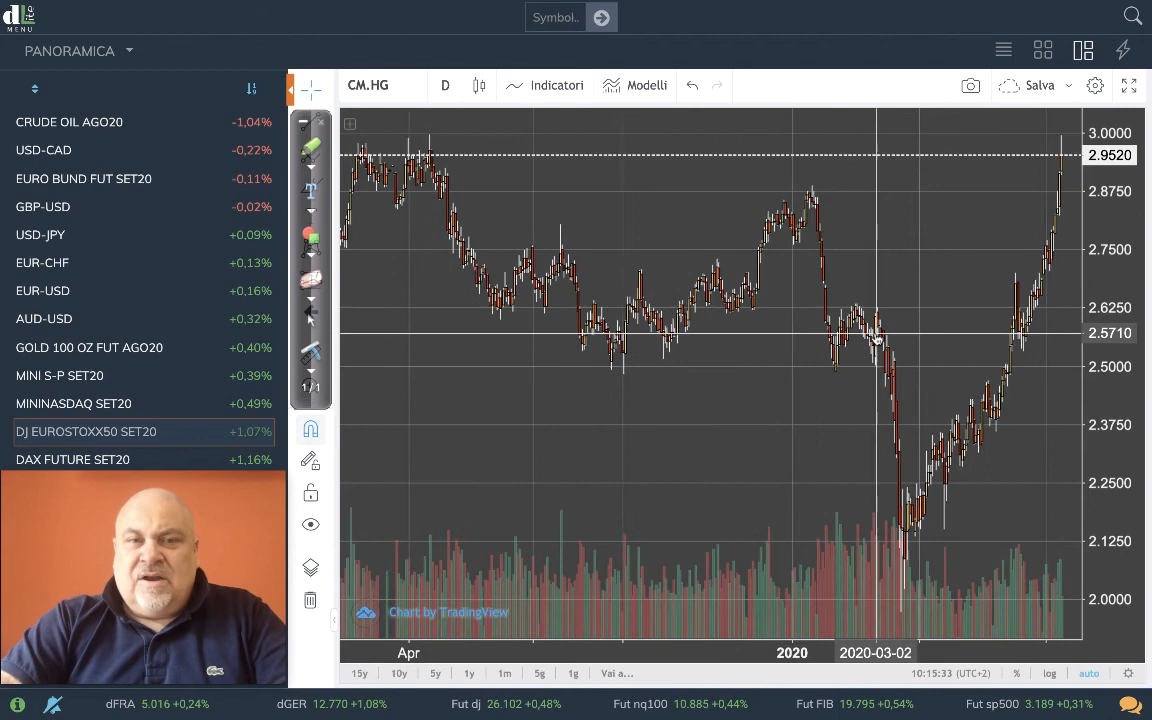 dLite
MENU
Symbol..
PANORAMICA
CM.HG D Indicatori Modelli Salva
CRUDE OIL AGO20 -1,04%
USD-CAD -0,22%
EURO BUND FUT SET20 -0,11%
GBP-USD -0,02%
USD-JPY +0,09%
EUR-CHF +0,13%
EUR-USD +0,16%
AUD-USD +0,32%
GOLD 100 OZ FUT AGO20 +0,40%
MINI S-P SET20 +0,39%
MININASDAQ SET20 +0,49%
DJ EUROSTOXX50 SET20 +1,07%
DAX FUTURE SET20 +1,16%
1/1
3.0000
2.9520
2.8750
2.7500
2.6250
2.5710
2.5000
2.3750
2.2500
2.1250
2.0000
Chart by TradingView
Apr 2020 2020-03-02
15y 10y 5y 1y 1m 5g 1g Vai a... 10:15:33 (UTC+2) % log auto
dFRA 5.016 +0,24% dGER 12.770 +1,08% Fut dj 26.102 +0,48% Fut nq100 10.885 +0,44% Fut FIB 19.795 +0,54% Fut sp500 3.189 +0,31%